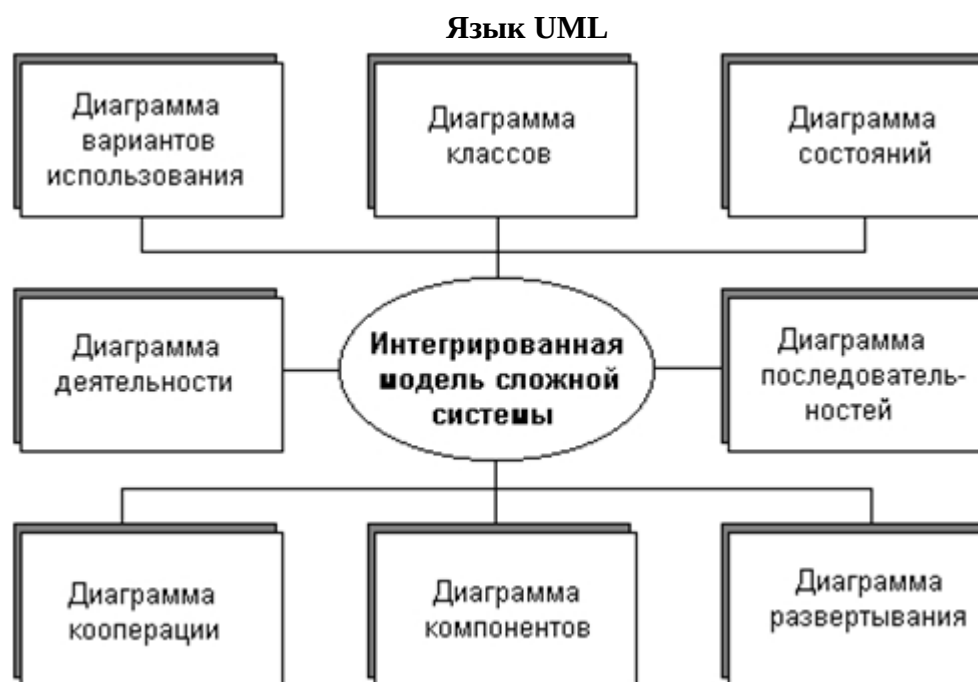 Язык UML
Диаграмма
вариантов
использования
Диаграмма
классов
Диаграмма
состояний
Диаграмма
деятельности
Интегрированная
модель сложной
системы
Диаграмма
последователь-
ностей
Диаграмма
кооперации
Диаграмма
компонентов
Диаграмма
развертывания